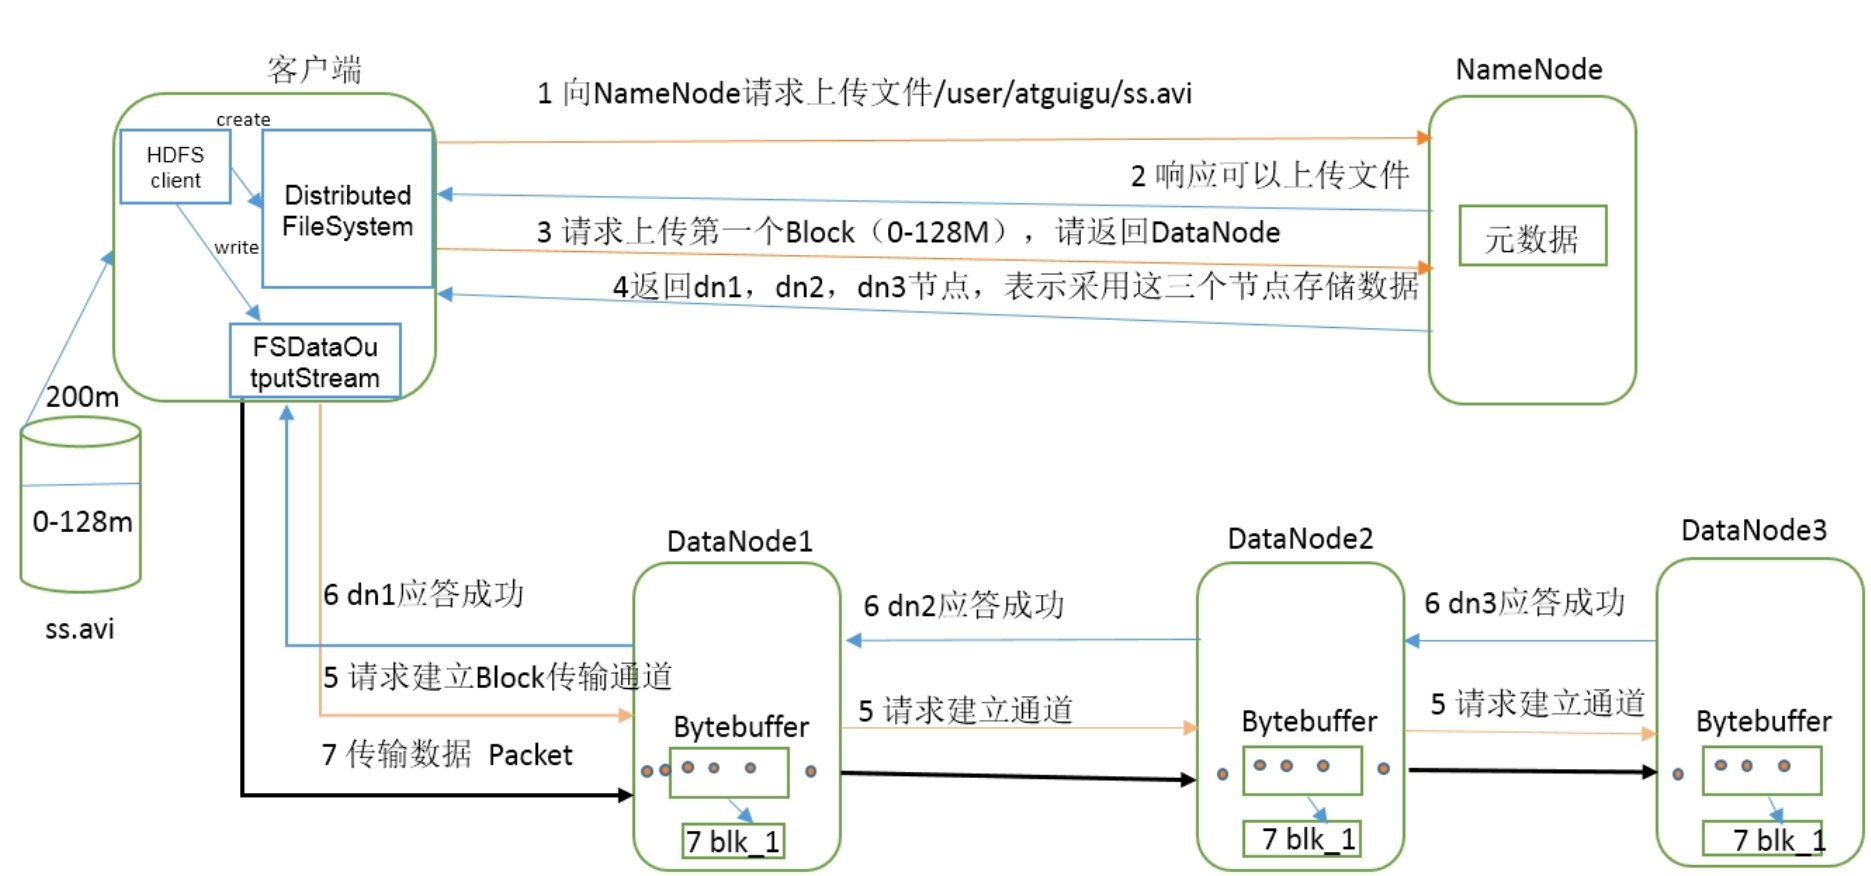 客户端
NameNode
1 向NameNode请求上传文件/user/atguigu/ss.avi
create
HDFS
client
Distributed
FileSystem
2 响应可以上传文件
write
3 请求上传第一个Block（0-128M），请返回DataNode
元数据
4返回dn1，dn2，dn3节点，表示采用这三个节点存储数据
FSDataOu
tputStream
200m
0-128m
ss.avi
DataNode1
DataNode2
DataNode3
6 dn1应答成功
6 dn2应答成功
6 dn3应答成功
5 请求建立Block传输通道
5 请求建立通道
5 请求建立通道
Bytebuffer
Bytebuffer
Bytebuffer
7 传输数据 Packet
7 blk_1
7 blk_1
7 blk_1